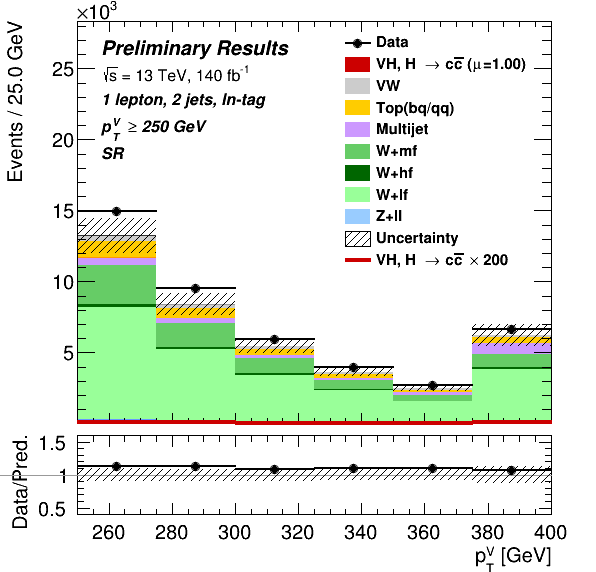 ×10³
Events / 25.0 GeV
25
20
15
10
5
Preliminary Results
√s = 13 TeV, 140 fb⁻¹
1 lepton, 2 jets, ln-tag
p_T^V ≥ 250 GeV
SR
Data
VH, H → cc̅ (μ=1.00)
VW
Top(bq/qq)
Multijet
W+mf
W+hf
W+lf
Z+ll
Uncertainty
VH, H → cc̅ × 200
Data/Pred.
1.5
1
0.5
260 280 300 320 340 360 380 400
p_T^V [GeV]